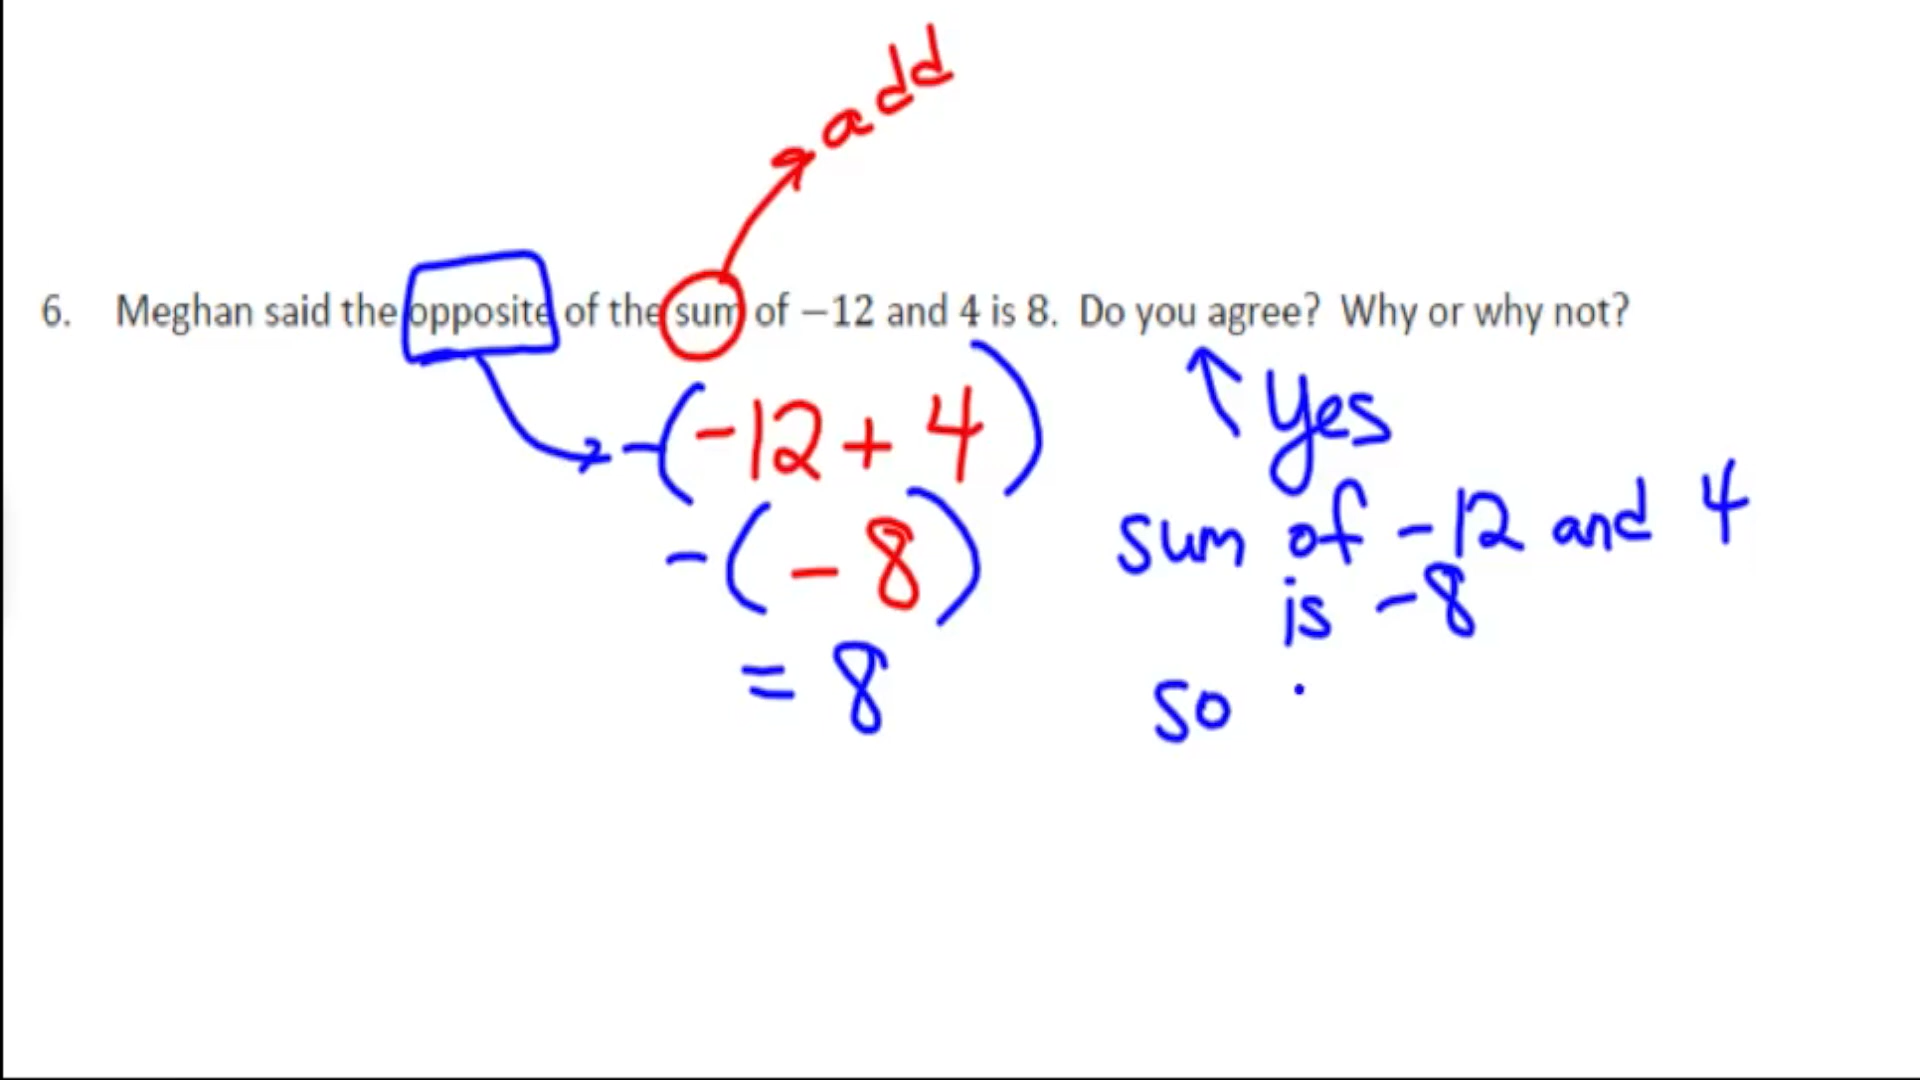 add
6. Meghan said the opposite of the sum of −12 and 4 is 8. Do you agree? Why or why not?
-(-12+4)
Yes
-(-8)
sum of -12 and 4
is -8
= 8
so